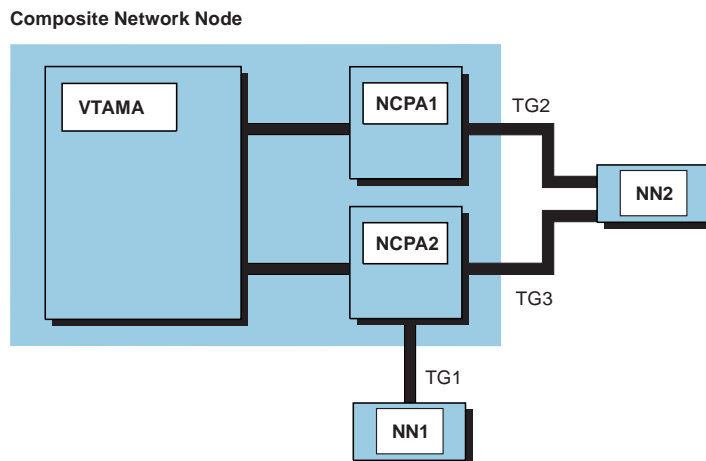 Composite Network Node
VTAMA
NCPA1
TG2
NN2
NCPA2
TG3
TG1
NN1